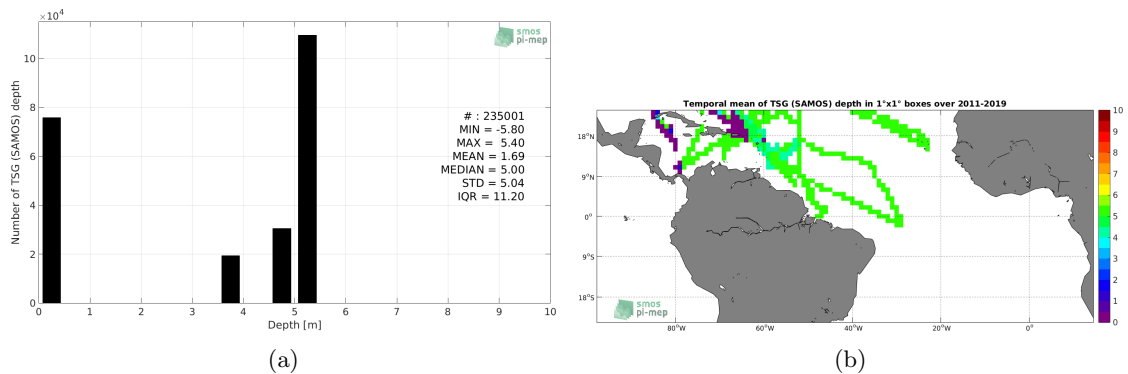 ×10⁴
smos
pi-mep
10
8
6
4
2
0
Number of TSG (SAMOS) depth
# : 235001
MIN = -5.80
MAX = 5.40
MEAN = 1.69
MEDIAN = 5.00
STD = 5.04
IQR = 11.20
0 1 2 3 4 5 6 7 8 9 10
Depth [m]
(a)
Temporal mean of TSG (SAMOS) depth in 1°x1° boxes over 2011-2019
18°N
9°N
0°
9°S
18°S
80°W 60°W 40°W 20°W 0°
smos
pi-mep
10
9
8
7
6
5
4
3
2
1
0
(b)